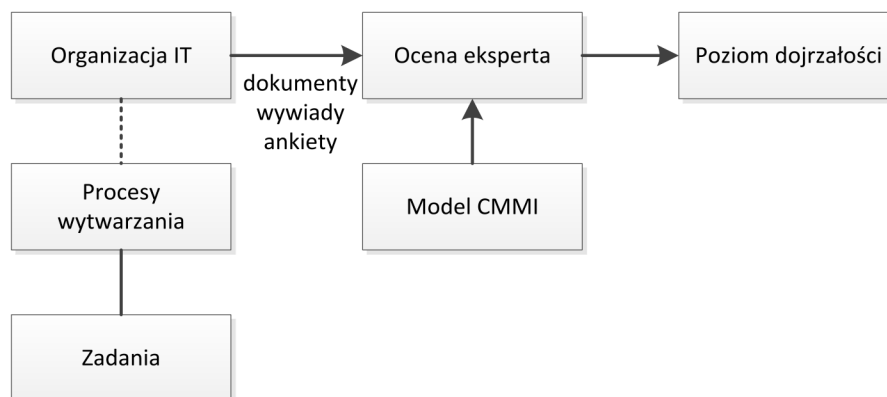 Organizacja IT
dokumenty
wywiady
ankiety
Ocena eksperta
Poziom dojrzałości
Procesy
wytwarzania
Model CMMI
Zadania